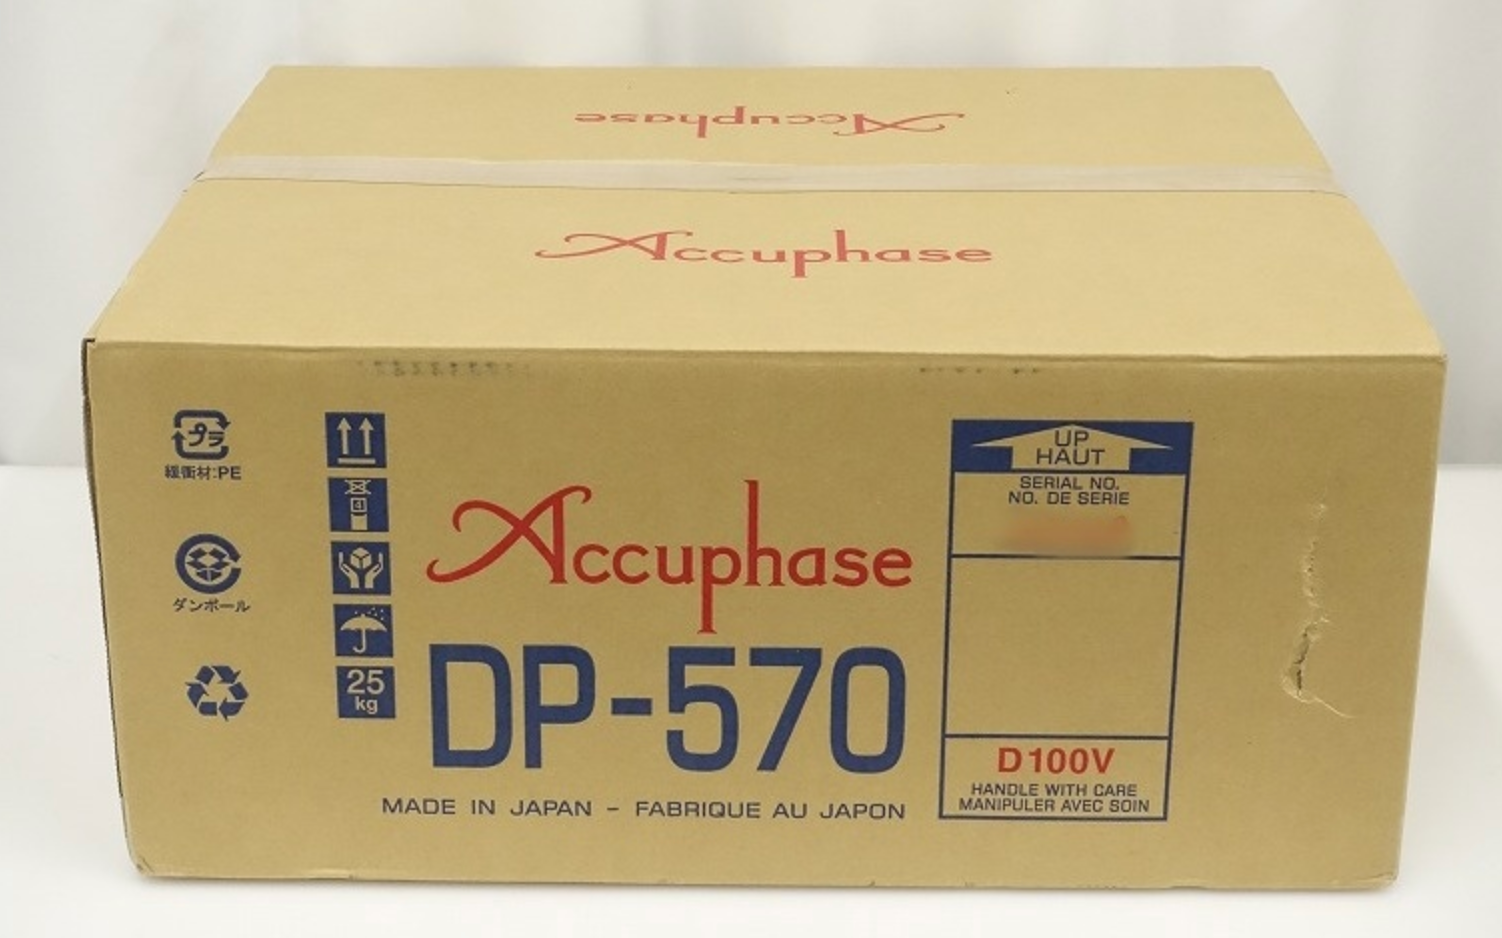 Accuphase
Accuphase
プラ
緩衝材:PE
ダンボール
25
kg
Accuphase
DP-570
MADE IN JAPAN - FABRIQUE AU JAPON
UP
HAUT
SERIAL NO.
NO. DE SERIE
D100V
HANDLE WITH CARE
MANIPULER AVEC SOIN